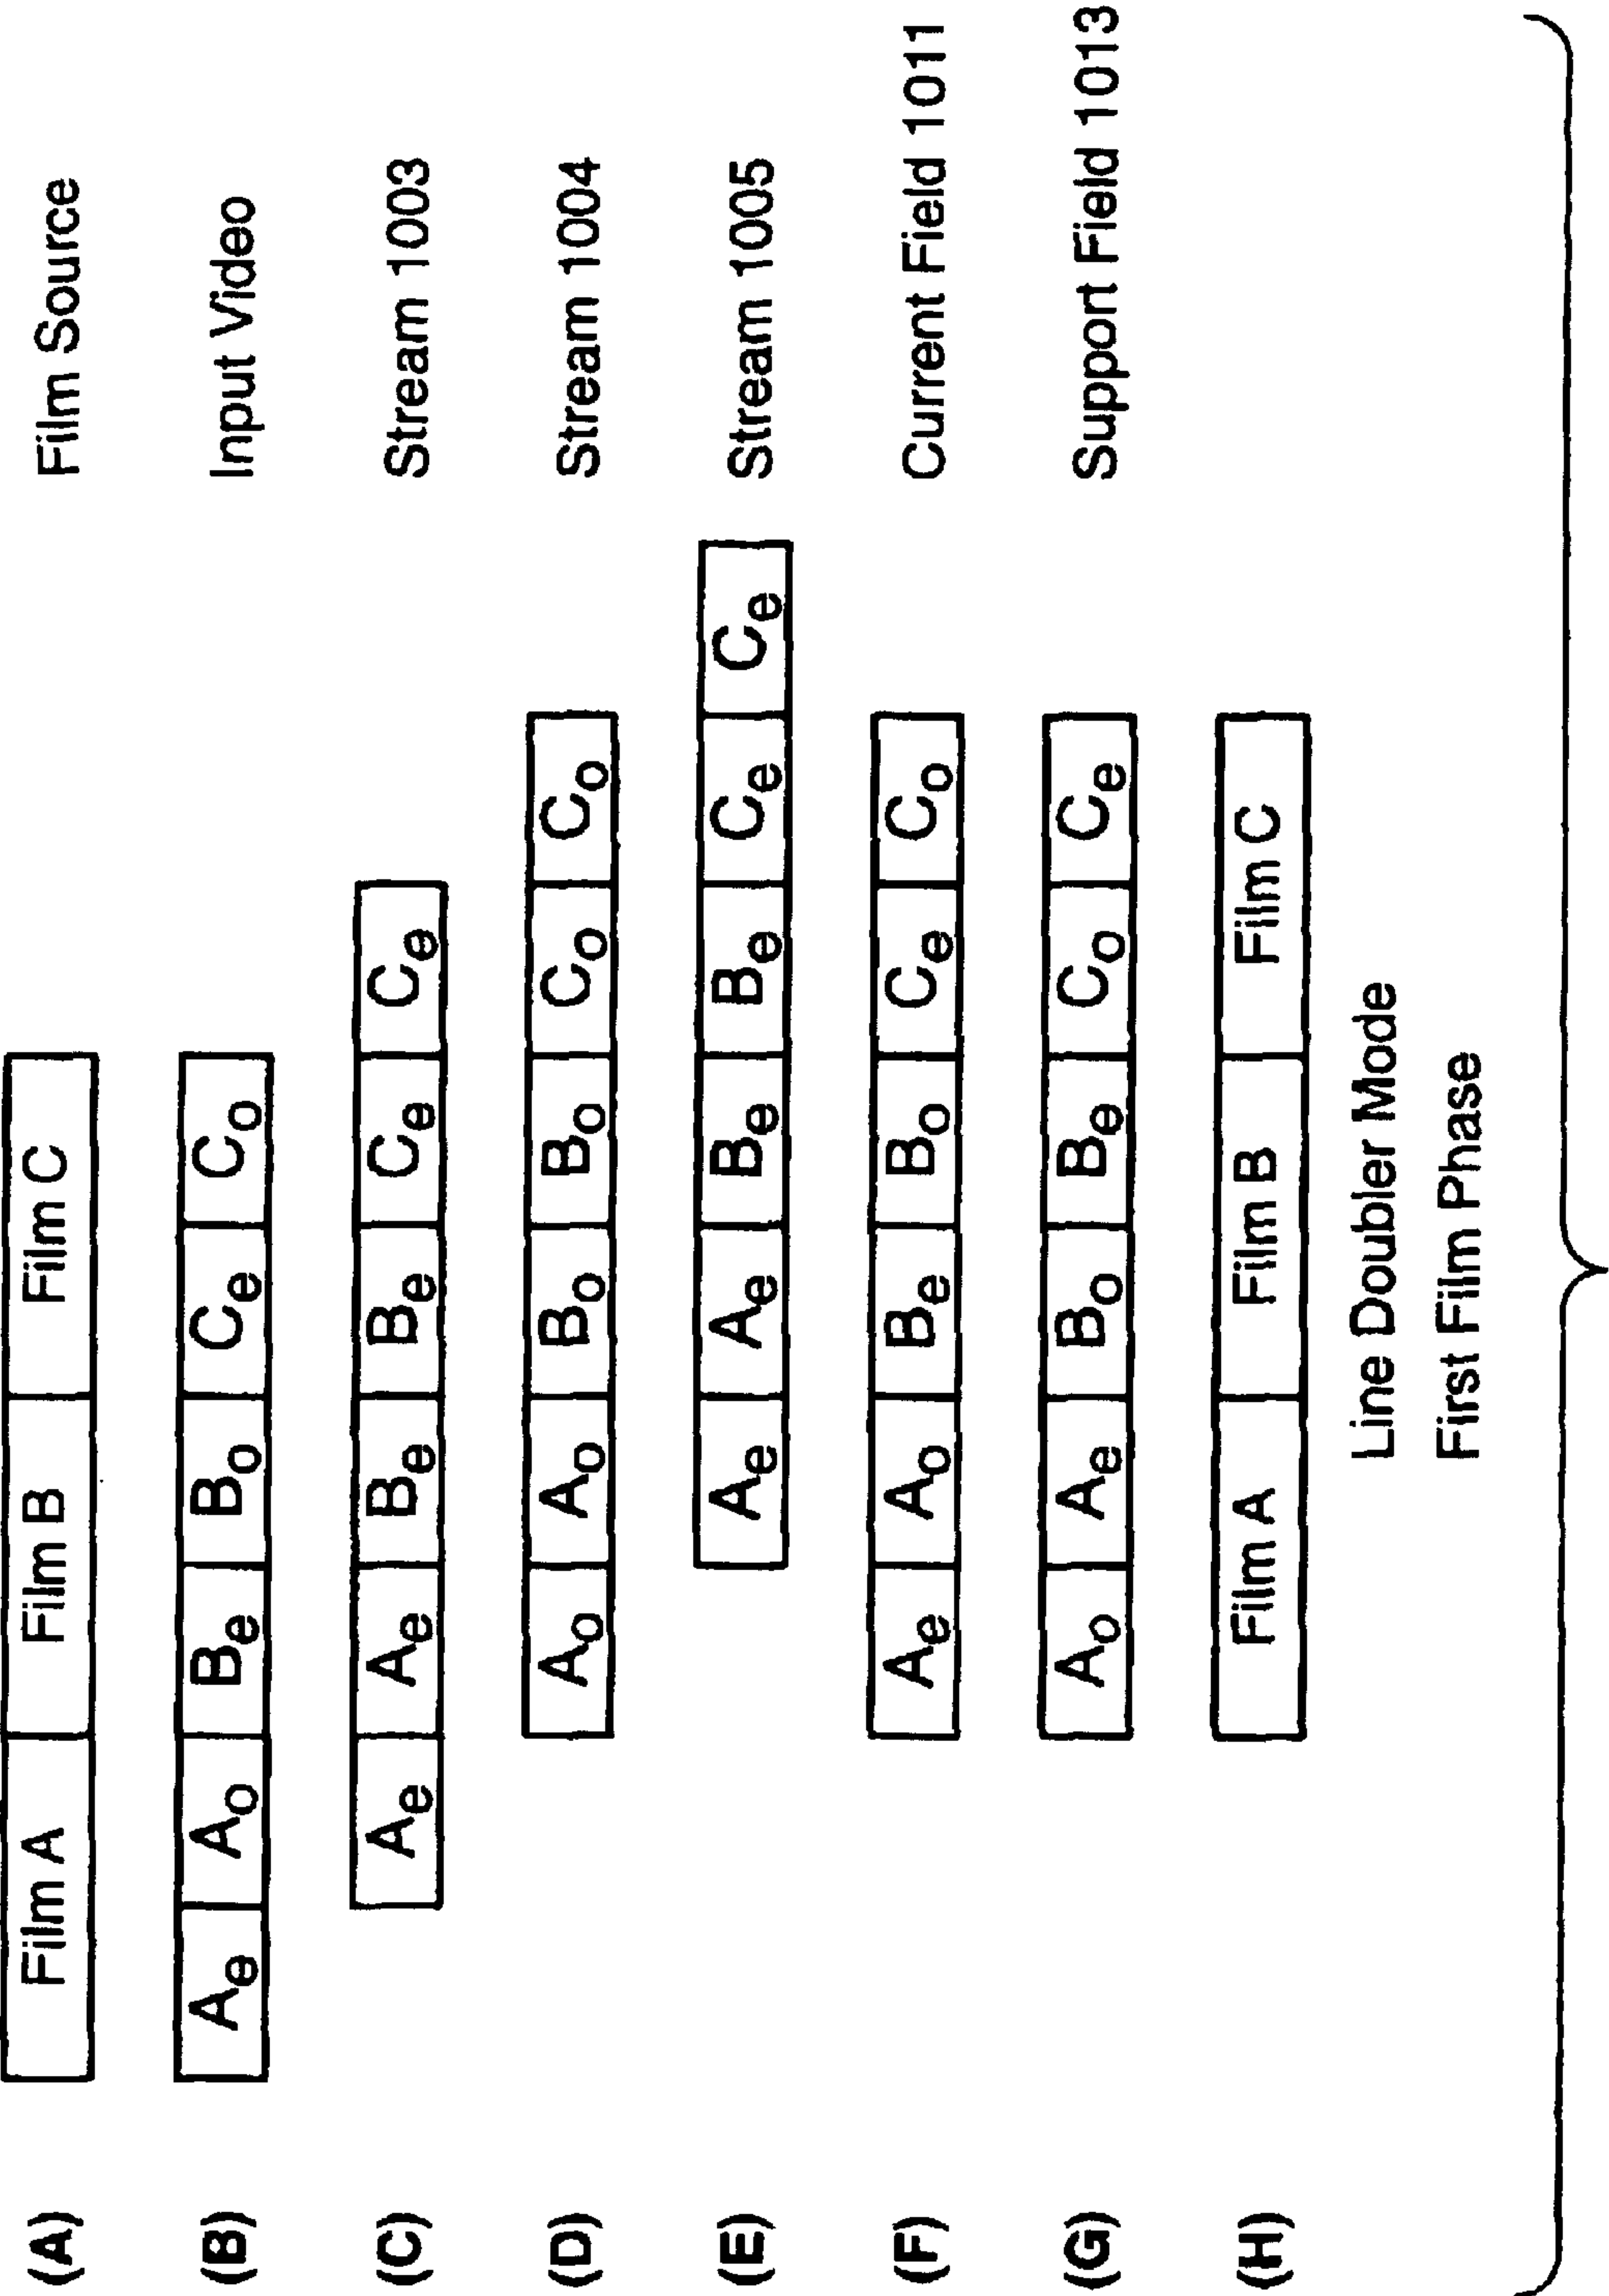 (A) Film A Film B Film C Film Source
(B) Ae Ao Be Bo Ce Co Input Video
(C) Ae Ae Be Be Ce Ce Stream 1003
(D) Ao Ao Bo Bo Co Co Stream 1004
(E) Ae Ae Be Be Ce Ce Stream 1005
(F) Ae Ao Be Bo Ce Co Current Field 1011
(G) Ao Ae Bo Be Co Ce Support Field 1013
(H) Film A Film B Film C
Line Doubler Mode
First Film Phase